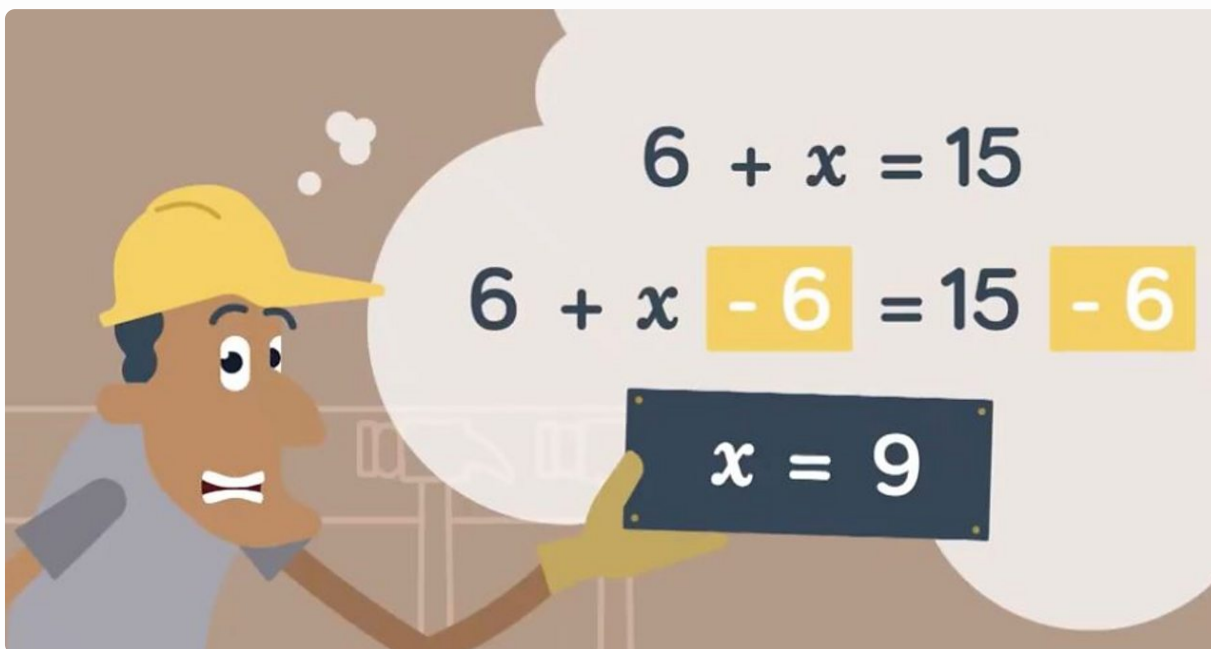 6 + x = 15
6 + x - 6 = 15 - 6
x = 9